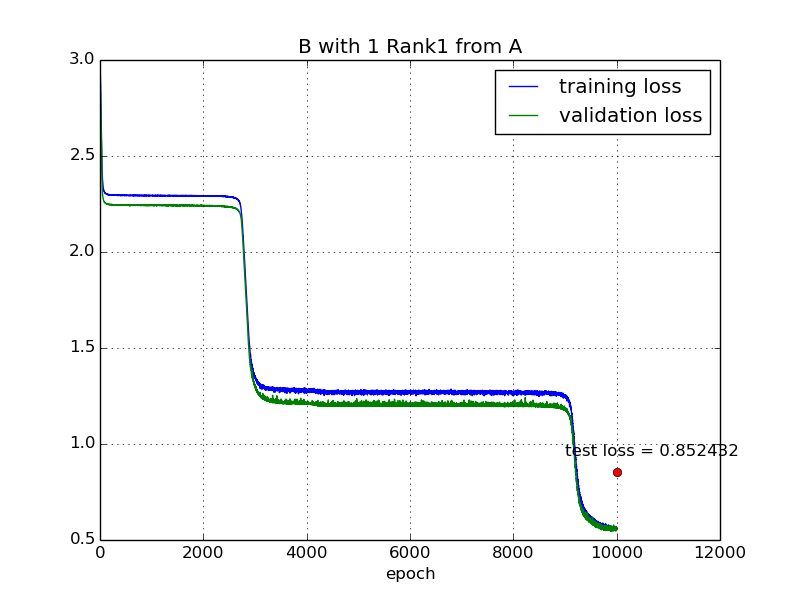 B with 1 Rank1 from A
3.0
2.5
2.0
1.5
1.0
0.5
training loss
validation loss
test loss = 0.852432
0 2000 4000 6000 8000 10000 12000
epoch